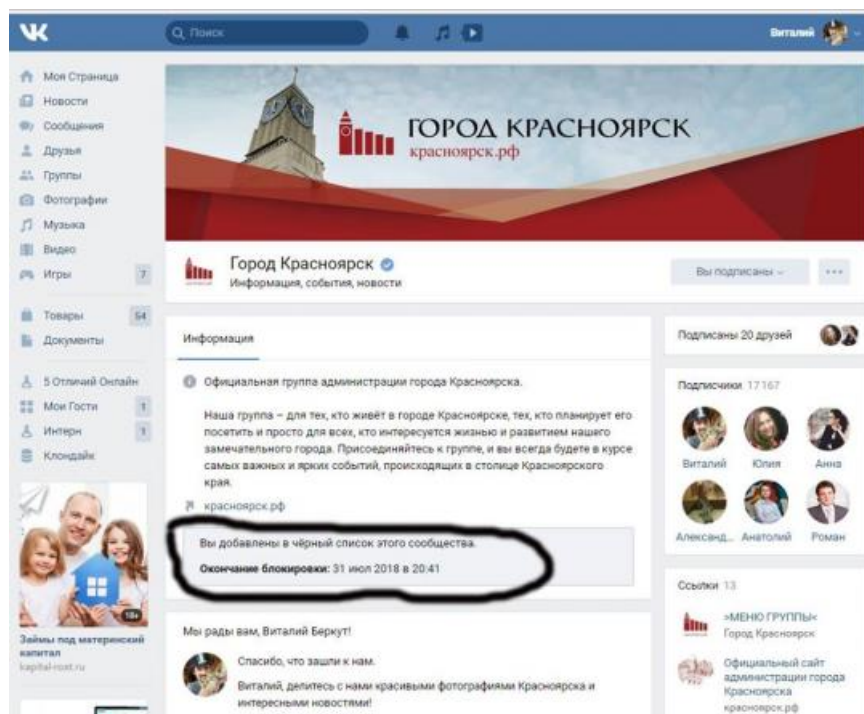 Поиск
Виталий
Моя Страница
Новости
Сообщения
Друзья
Группы
Фотографии
Музыка
Видео
Игры 7
Товары 54
Документы
5 Отличий Онлайн
Мои Гости 1
Интерн 1
Клондайк
18+
Займы под материнский
капитал
kapital-rost.ru
ГОРОД КРАСНОЯРСК
красноярск.рф
Город Красноярск
Информация, события, новости
Вы подписаны
Информация
Официальная группа администрации города Красноярска.
Наша группа – для тех, кто живёт в городе Красноярске, тех, кто планирует его
посетить и просто для всех, кто интересуется жизнью и развитием нашего
замечательного города. Присоединяйтесь к группе, и вы всегда будете в курсе
самых важных и ярких событий, происходящих в столице Красноярского
края.
красноярск.рф
Вы добавлены в чёрный список этого сообщества.
Окончание блокировки: 31 июл 2018 в 20:41
Мы рады вам, Виталий Беркут!
Спасибо, что зашли к нам.
Виталий, делитесь с нами красивыми фотографиями Красноярска и
интересными новостями!
Подписаны 20 друзей
Подписчики 17 167
Виталий Юлия Анна
Александ... Анатолий Роман
Ссылки 13
>МЕНЮ ГРУППЫ<
Город Красноярск
Официальный сайт
администрации города
Красноярска
красноярск.рф